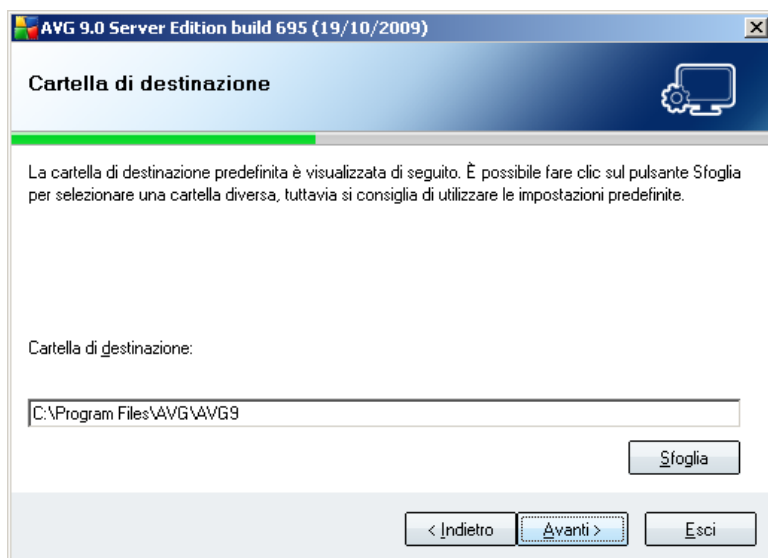 AVG 9.0 Server Edition build 695 (19/10/2009)
Cartella di destinazione
La cartella di destinazione predefinita è visualizzata di seguito. È possibile fare clic sul pulsante Sfoglia
per selezionare una cartella diversa, tuttavia si consiglia di utilizzare le impostazioni predefinite.
Cartella di destinazione:
C:\Program Files\AVG\AVG9
Sfoglia
< Indietro Avanti > Esci